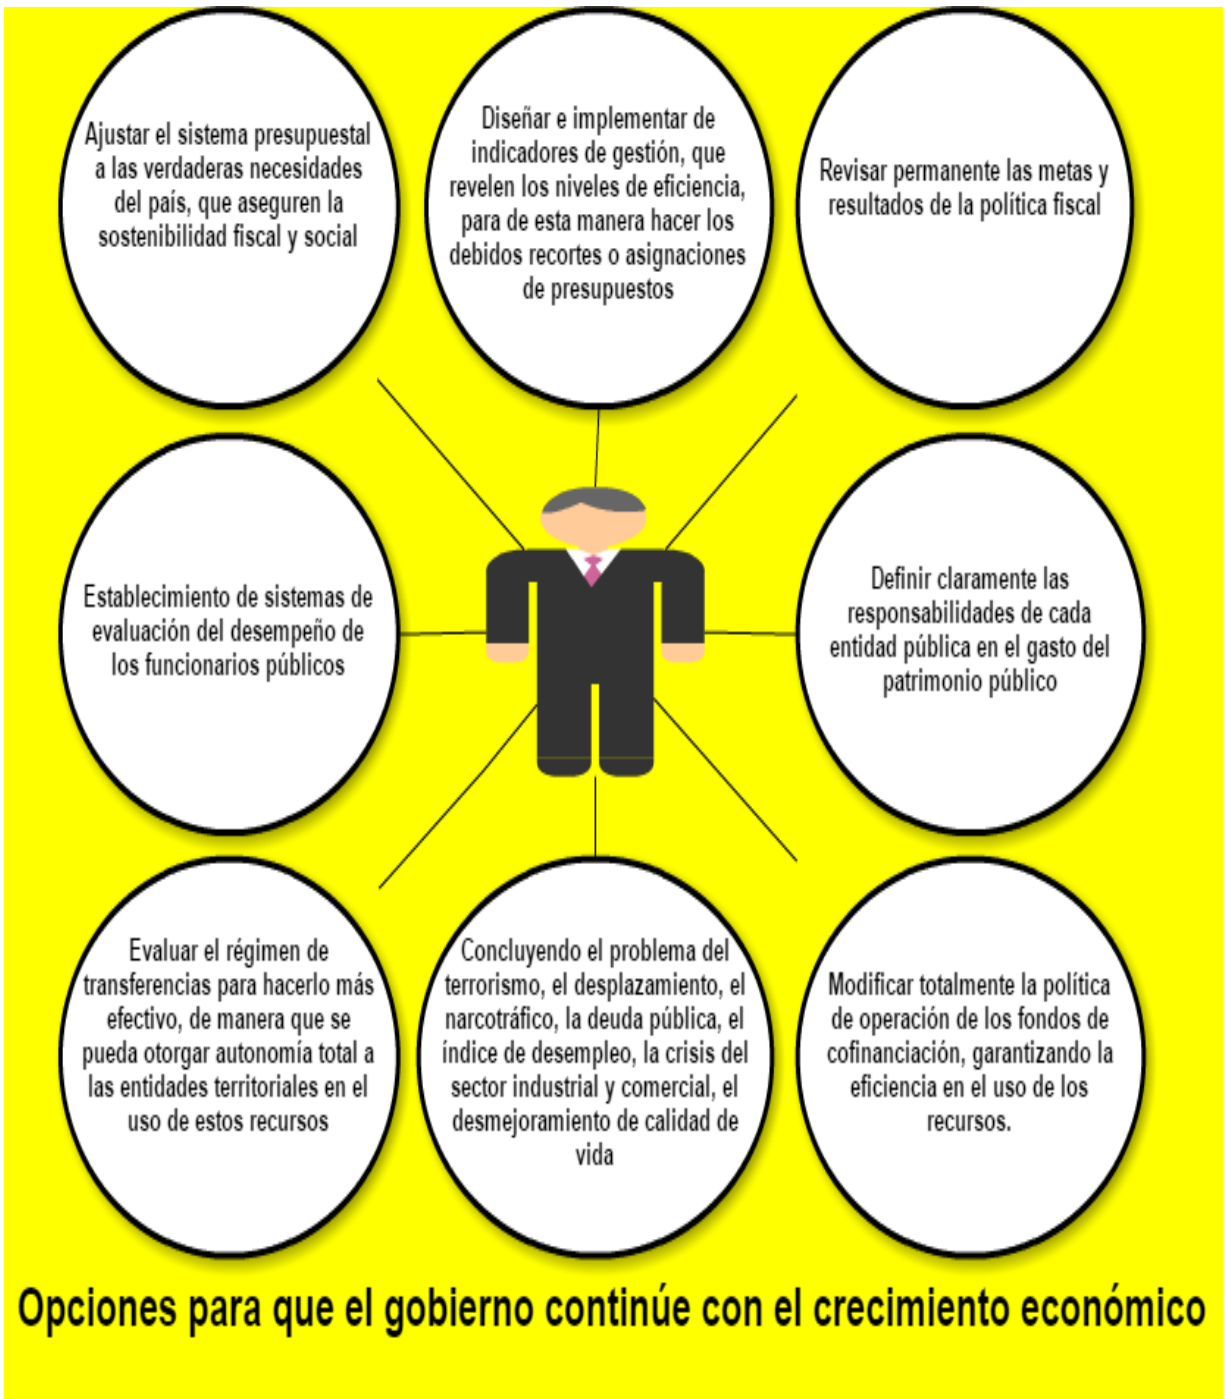 Ajustar el sistema presupuestal
a las verdaderas necesidades
del país, que aseguren la
sostenibilidad fiscal y social
Diseñar e implementar de
indicadores de gestión, que
revelen los niveles de eficiencia,
para de esta manera hacer los
debidos recortes o asignaciones
de presupuestos
Revisar permanente las metas y
resultados de la política fiscal
Establecimiento de sistemas de
evaluación del desempeño de
los funcionarios públicos
Definir claramente las
responsabilidades de cada
entidad pública en el gasto del
patrimonio público
Evaluar el régimen de
transferencias para hacerlo más
efectivo, de manera que se
pueda otorgar autonomía total a
las entidades territoriales en el
uso de estos recursos
Concluyendo el problema del
terrorismo, el desplazamiento, el
narcotráfico, la deuda pública, el
índice de desempleo, la crisis del
sector industrial y comercial, el
desmejoramiento de calidad de
vida
Modificar totalmente la política
de operación de los fondos de
cofinanciación, garantizando la
eficiencia en el uso de los
recursos.
Opciones para que el gobierno continúe con el crecimiento económico